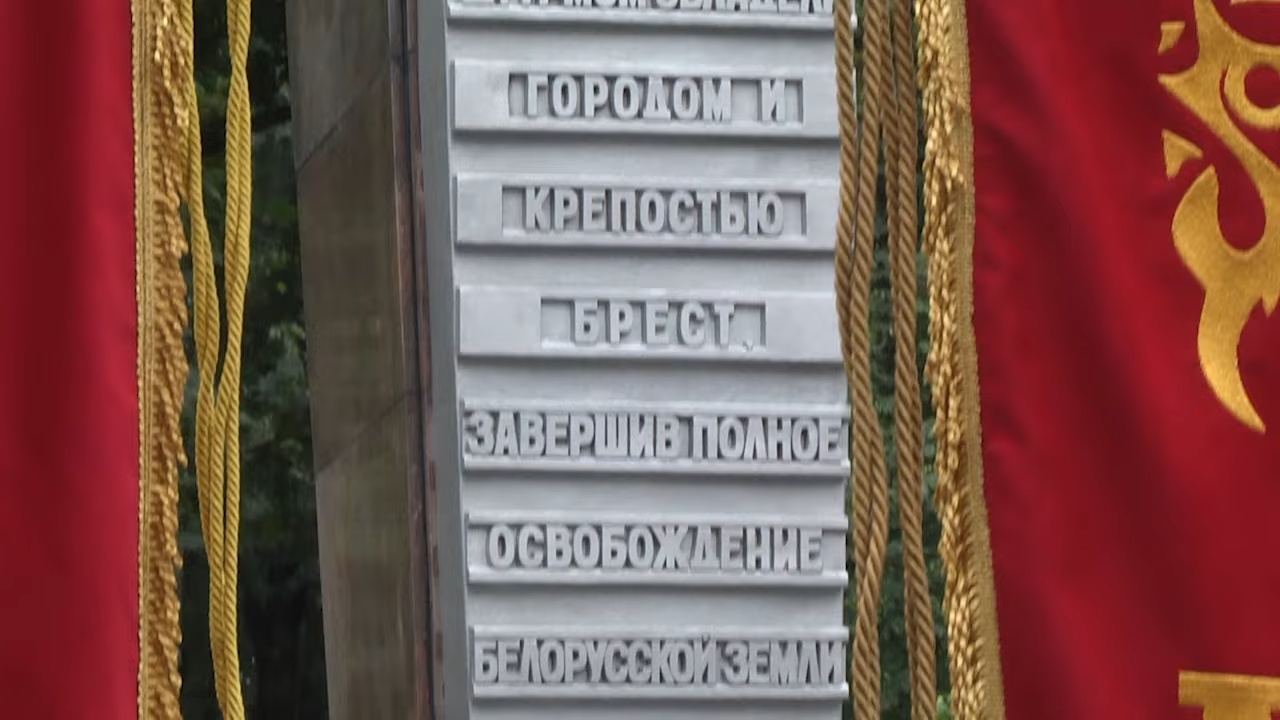 ГОРОДОМ И
КРЕПОСТЬЮ
БРЕСТ,
ЗАВЕРШИВ ПОЛНОЕ
ОСВОБОЖДЕНИЕ
БЕЛОРУССКОЙ ЗЕМЛИ